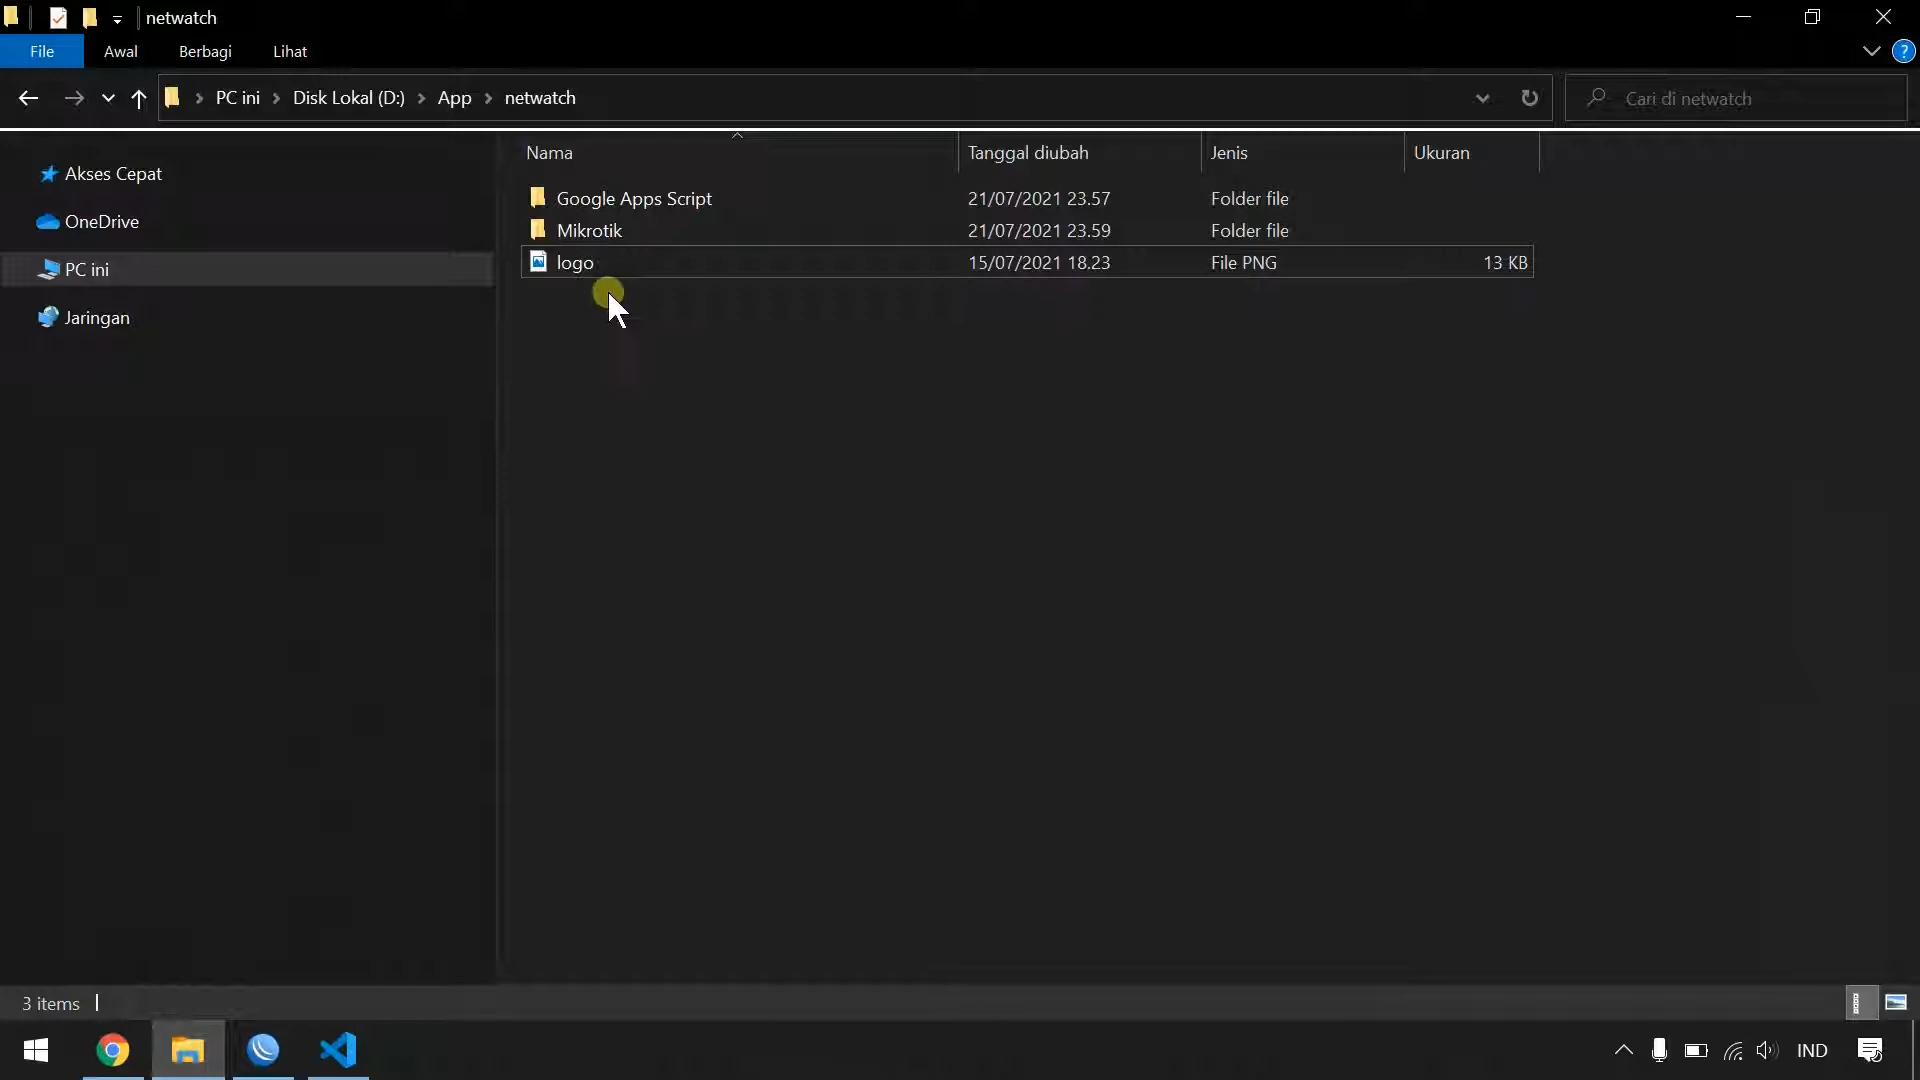 netwatch
File Awal Berbagi Lihat
PC ini Disk Lokal (D:) App netwatch Cari di netwatch
Nama Tanggal diubah Jenis Ukuran
Akses Cepat
OneDrive
PC ini
Jaringan
Google Apps Script 21/07/2021 23.57 Folder file
Mikrotik 21/07/2021 23.59 Folder file
logo 15/07/2021 18.23 File PNG 13 KB
3 items
IND